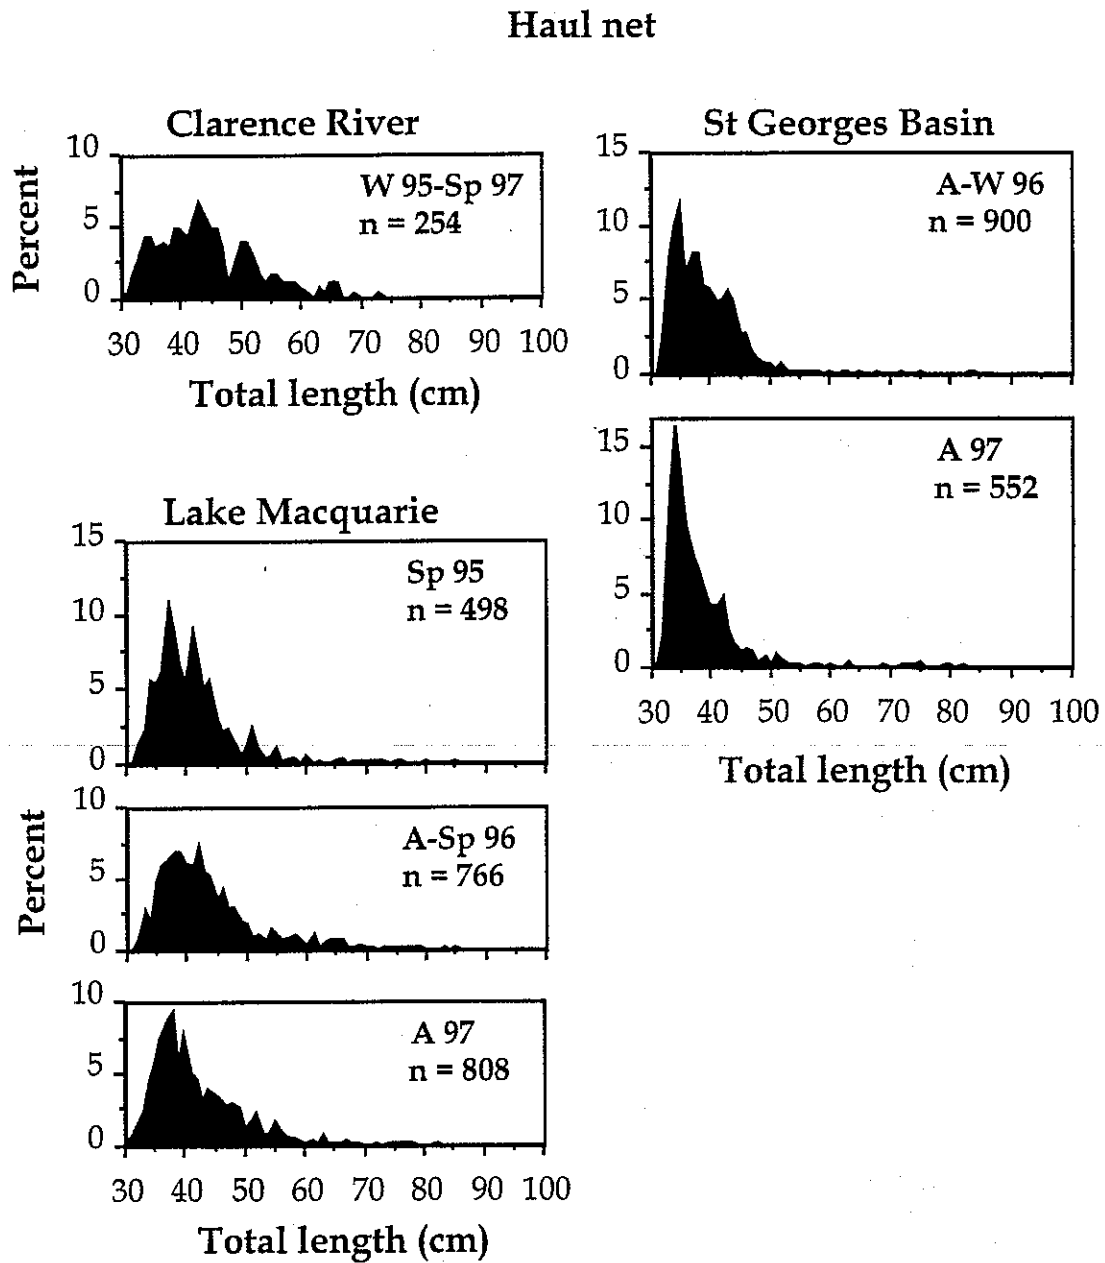 Haul net
Clarence River
10
5
0
Percent
W 95-Sp 97
n = 254
30 40 50 60 70 80 90 100
Total length (cm)
Lake Macquarie
15
10
5
0
Sp 95
n = 498
10
5
0
Percent
A-Sp 96
n = 766
10
5
0
A 97
n = 808
30 40 50 60 70 80 90 100
Total length (cm)
St Georges Basin
15
10
5
0
A-W 96
n = 900
15
10
5
0
A 97
n = 552
30 40 50 60 70 80 90 100
Total length (cm)